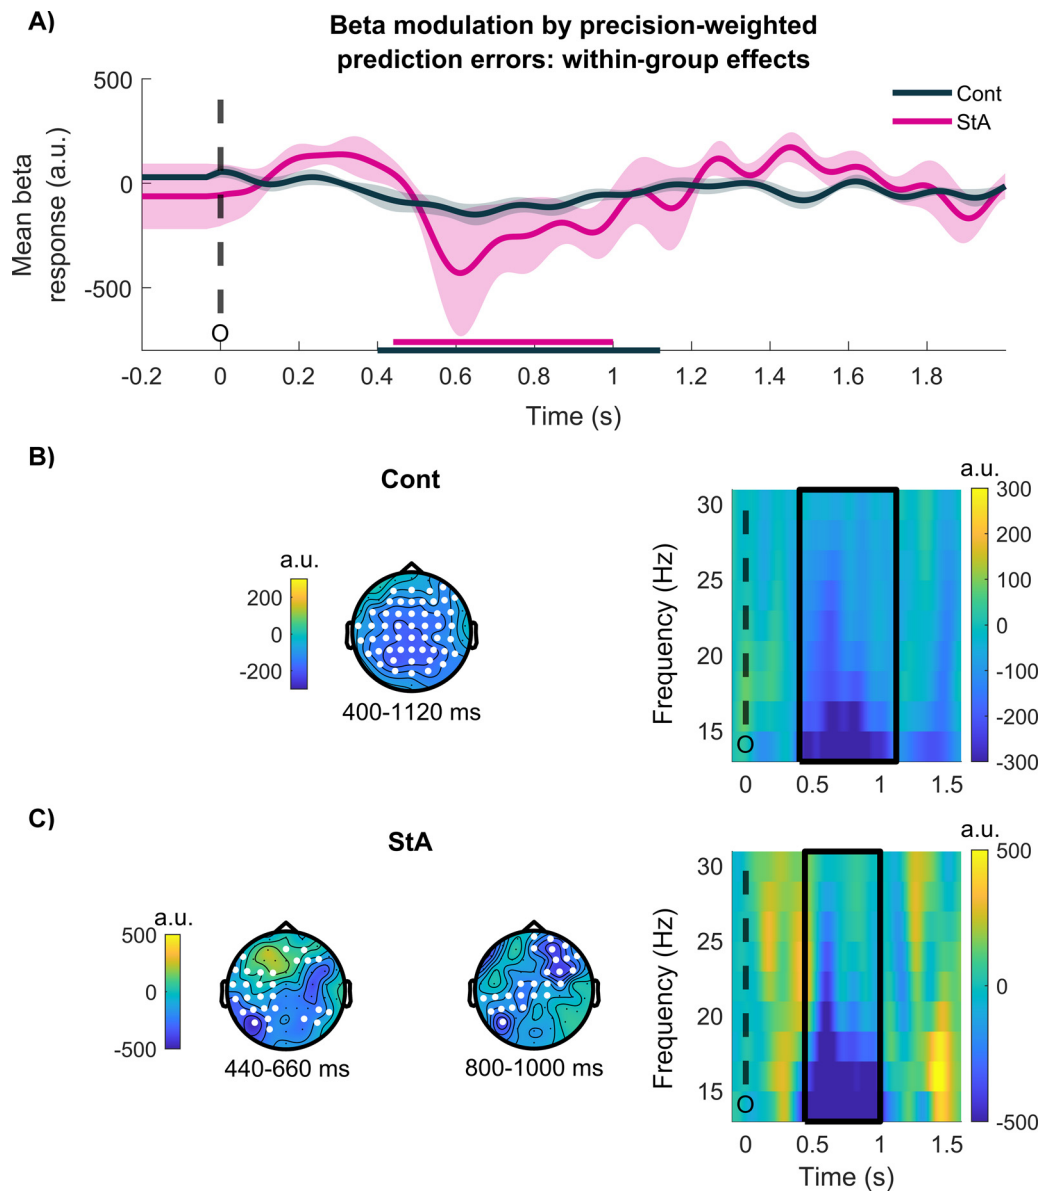 A)
Beta modulation by precision-weighted
prediction errors: within-group effects
500
0
-500
Mean beta
response (a.u.)
Cont
StA
O
-0.2
0
0.2
0.4
0.6
0.8
1
1.2
1.4
1.6
1.8
Time (s)
B)
Cont
a.u.
200
0
-200
400-1120 ms
Frequency (Hz)
30
25
20
15
O
0
0.5
1
1.5
a.u.
300
200
100
0
-100
-200
-300
C)
StA
a.u.
500
0
-500
440-660 ms
800-1000 ms
Frequency (Hz)
30
25
20
15
O
0
0.5
1
1.5
Time (s)
a.u.
500
0
-500